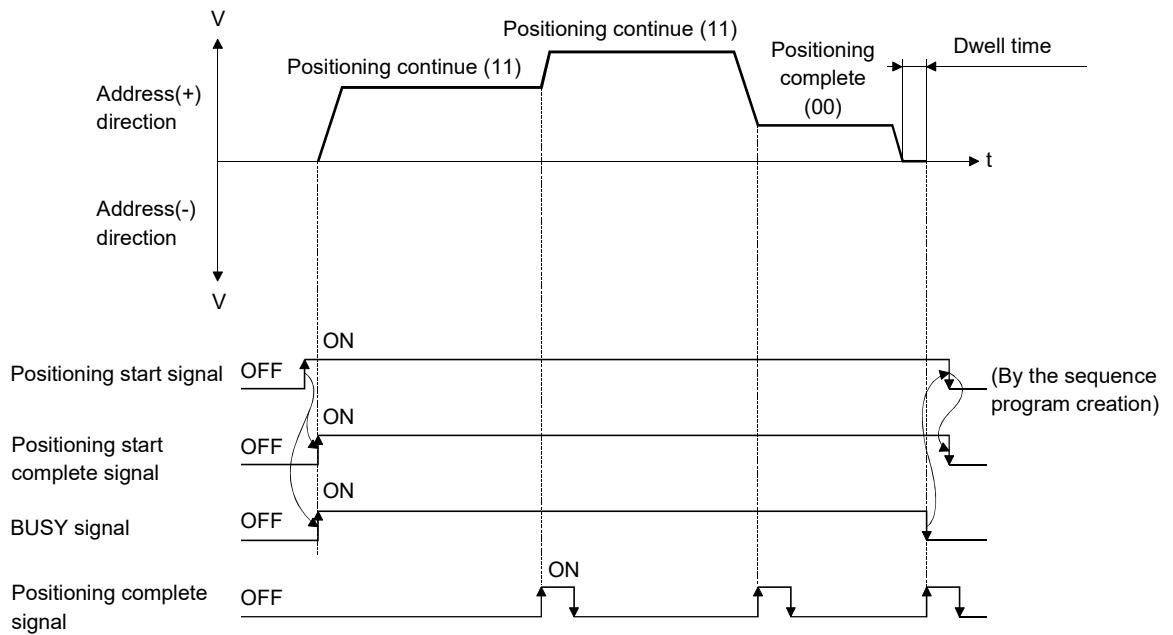 V
Positioning continue (11)
Positioning continue (11)
Positioning
complete
(00)
Dwell time
Address(+)
direction
t
Address(-)
direction
V
ON
OFF
Positioning start signal
(By the sequence
program creation)
ON
OFF
Positioning start
complete signal
ON
OFF
BUSY signal
ON
OFF
Positioning complete
signal